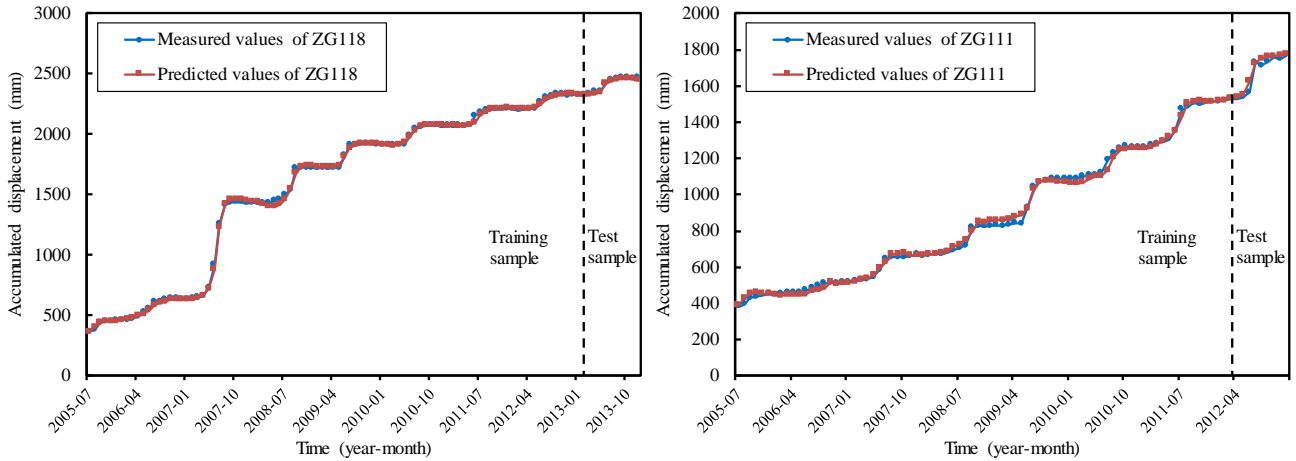 3000
2500
2000
1500
1000
500
0
Accumulated displacement (mm)
Measured values of ZG118
Predicted values of ZG118
Training
sample
Test
sample
2005-07
2006-04
2007-01
2007-10
2008-07
2009-04
2010-01
2010-10
2011-07
2012-04
2013-01
2013-10
Time (year-month)
2000
1800
1600
1400
1200
1000
800
600
400
200
0
Accumulated displacement (mm)
Measured values of ZG111
Predicted values of ZG111
Training
sample
Test
sample
2005-07
2006-04
2007-01
2007-10
2008-07
2009-04
2010-01
2010-10
2011-07
2012-04
Time (year-month)